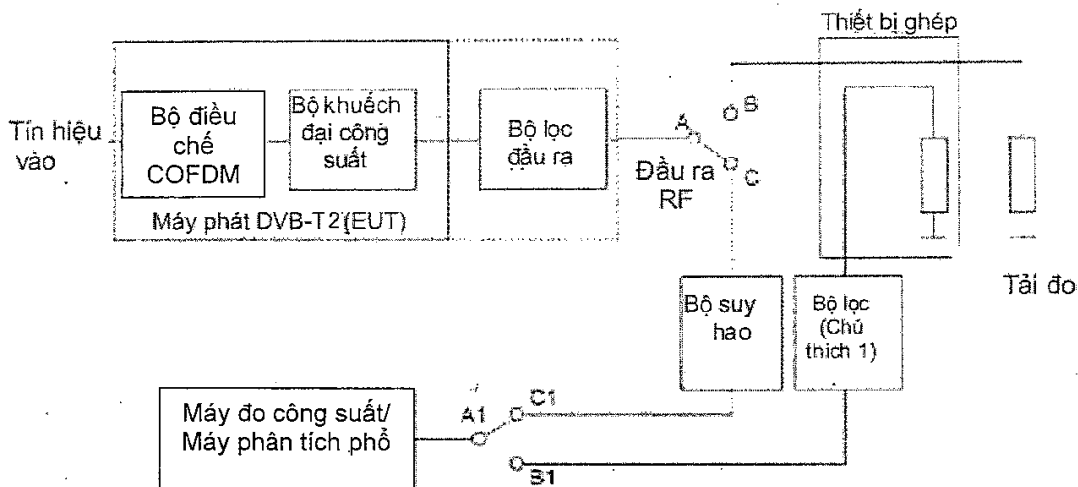 Thiết bị ghép
Tín hiệu
vào
Bộ điều
chế
COFDM
Bộ khuếch
đại công
suất
Bộ lọc
đầu ra
A
B
C
Đầu ra
RF
Máy phát DVB-T2 (EUT)
Tải đo
Bộ suy
hao
Bộ lọc
(Chú
thích 1)
Máy đo công suất/
Máy phân tích phổ
A1
C1
B1